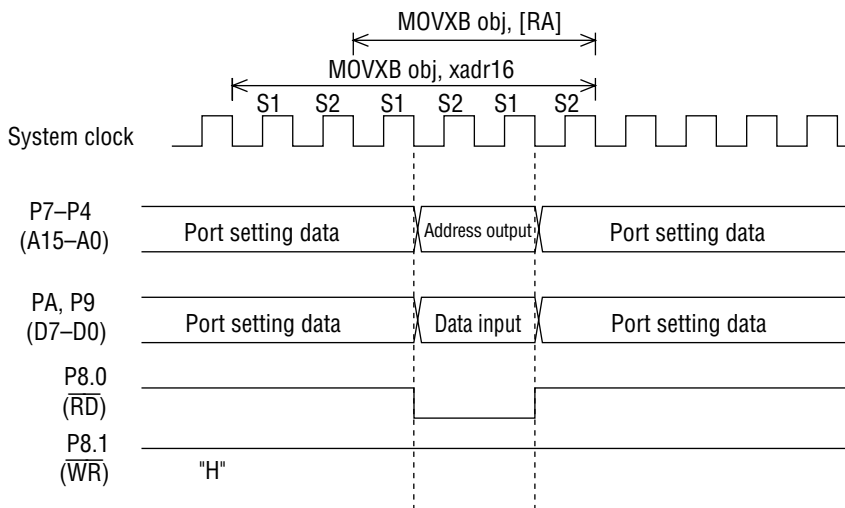 MOVXB obj, [RA]
MOVXB obj, xadr16
S1 S2 S1 S2 S1 S2
System clock
P7–P4
(A15–A0)
Port setting data Address output Port setting data
PA, P9
(D7–D0)
Port setting data Data input Port setting data
P8.0
(RD)
P8.1
(WR)
"H"